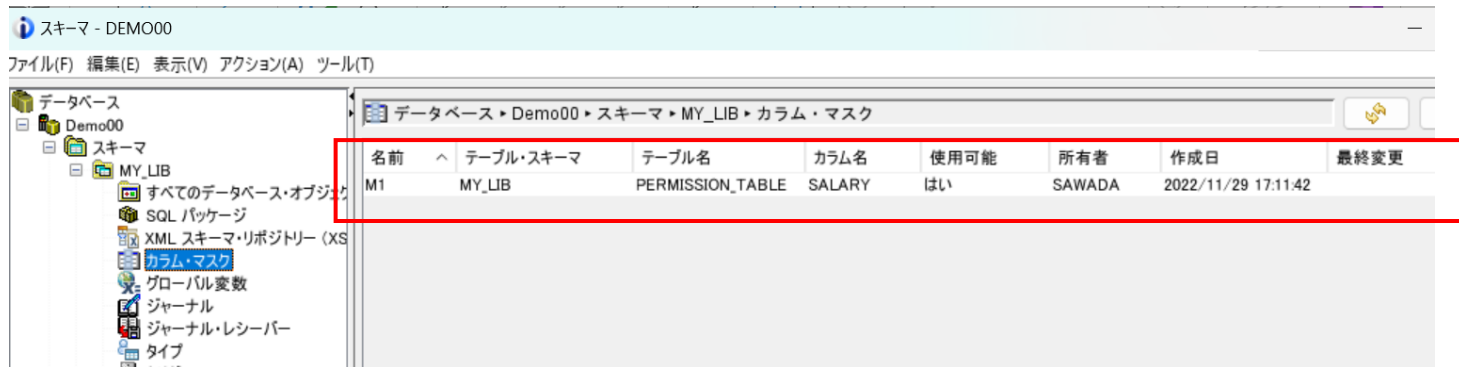 スキーマ - DEMO00
ファイル(F) 編集(E) 表示(V) アクション(A) ツール(T)
データベース
Demo00
スキーマ
MY_LIB
すべてのデータベース・オブジェク
SQL パッケージ
XML スキーマ・リポジトリー (XS
カラム・マスク
グローバル変数
ジャーナル
ジャーナル・レシーバー
タイプ
データベース ▸ Demo00 ▸ スキーマ ▸ MY_LIB ▸ カラム・マスク
名前 テーブル・スキーマ テーブル名 カラム名 使用可能 所有者 作成日 最終変更
M1 MY_LIB PERMISSION_TABLE SALARY はい SAWADA 2022/11/29 17:11:42